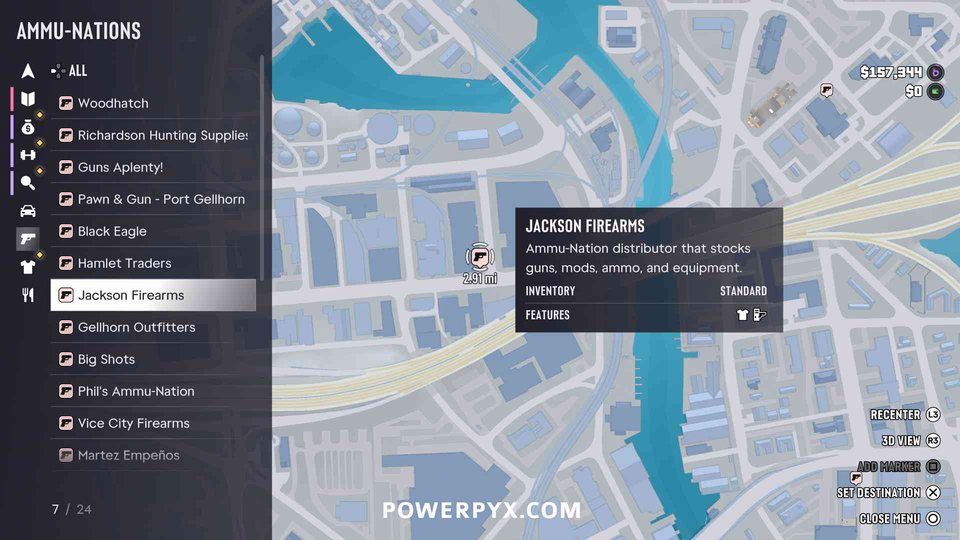 AMMU-NATIONS
ALL
Woodhatch
Richardson Hunting Supplies
Guns Aplenty!
Pawn & Gun - Port Gellhorn
Black Eagle
Hamlet Traders
Jackson Firearms
Gellhorn Outfitters
Big Shots
Phil's Ammu-Nation
Vice City Firearms
Martez Empeños
7 / 24
$157,344
$0
2.91 mi
JACKSON FIREARMS
Ammu-Nation distributor that stocks
guns, mods, ammo, and equipment.
INVENTORY STANDARD
FEATURES
RECENTER L3
3D VIEW R3
ADD MARKER
SET DESTINATION
CLOSE MENU
POWERPYX.COM